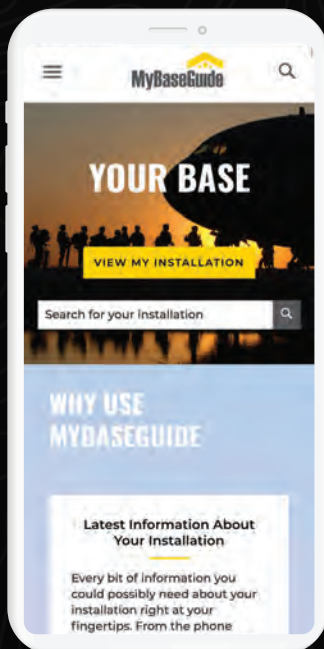 MyBaseGuide
YOUR BASE
VIEW MY INSTALLATION
Search for your installation
WHY USE
MYBASEGUIDE
Latest Information About
Your Installation
Every bit of information you
could possibly need about your
installation right at your
fingertips. From the phone